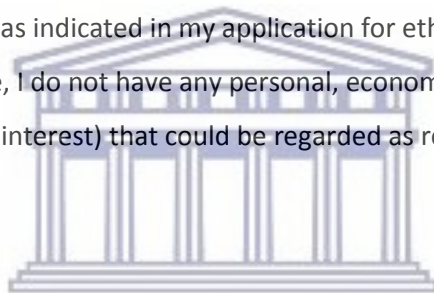 as indicated in my application for eth
, I do not have any personal, econom
interest) that could be regarded as r